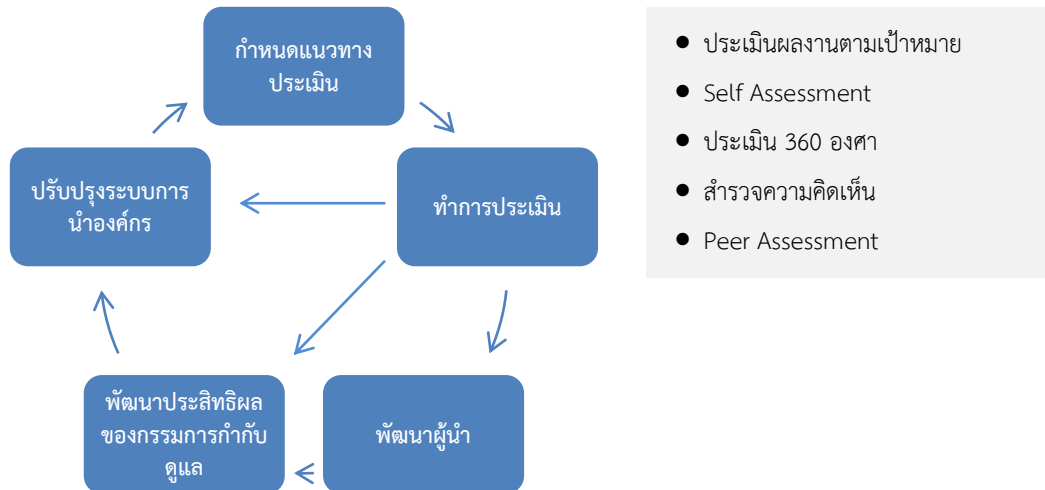 กำหนดแนวทาง
ประเมิน
ทำการประเมิน
พัฒนาผู้นำ
พัฒนาประสิทธิผล
ของกรรมการกำกับ
ดูแล
ปรับปรุงระบบการ
นำองค์กร
● ประเมินผลงานตามเป้าหมาย
● Self Assessment
● ประเมิน 360 องศา
● สำรวจความคิดเห็น
● Peer Assessment